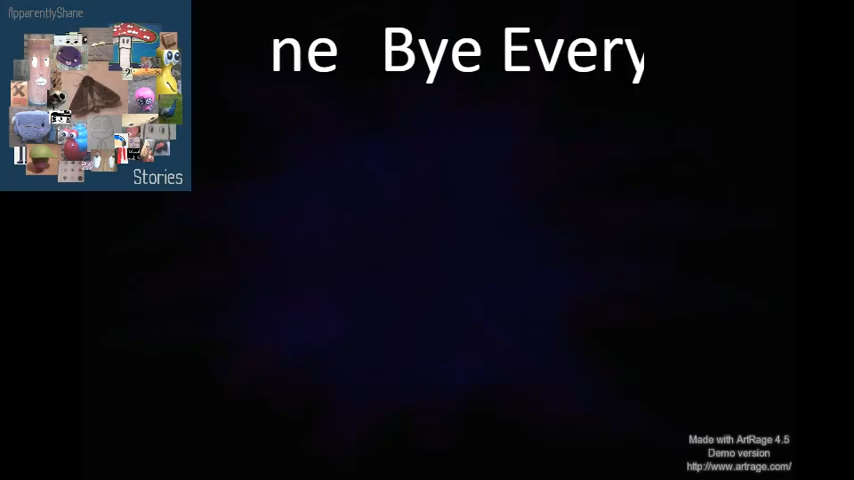 ApparentlyShane
ne Bye Every
Stories
Made with ArtRage 4.5
Demo version
http://www.artrage.com/